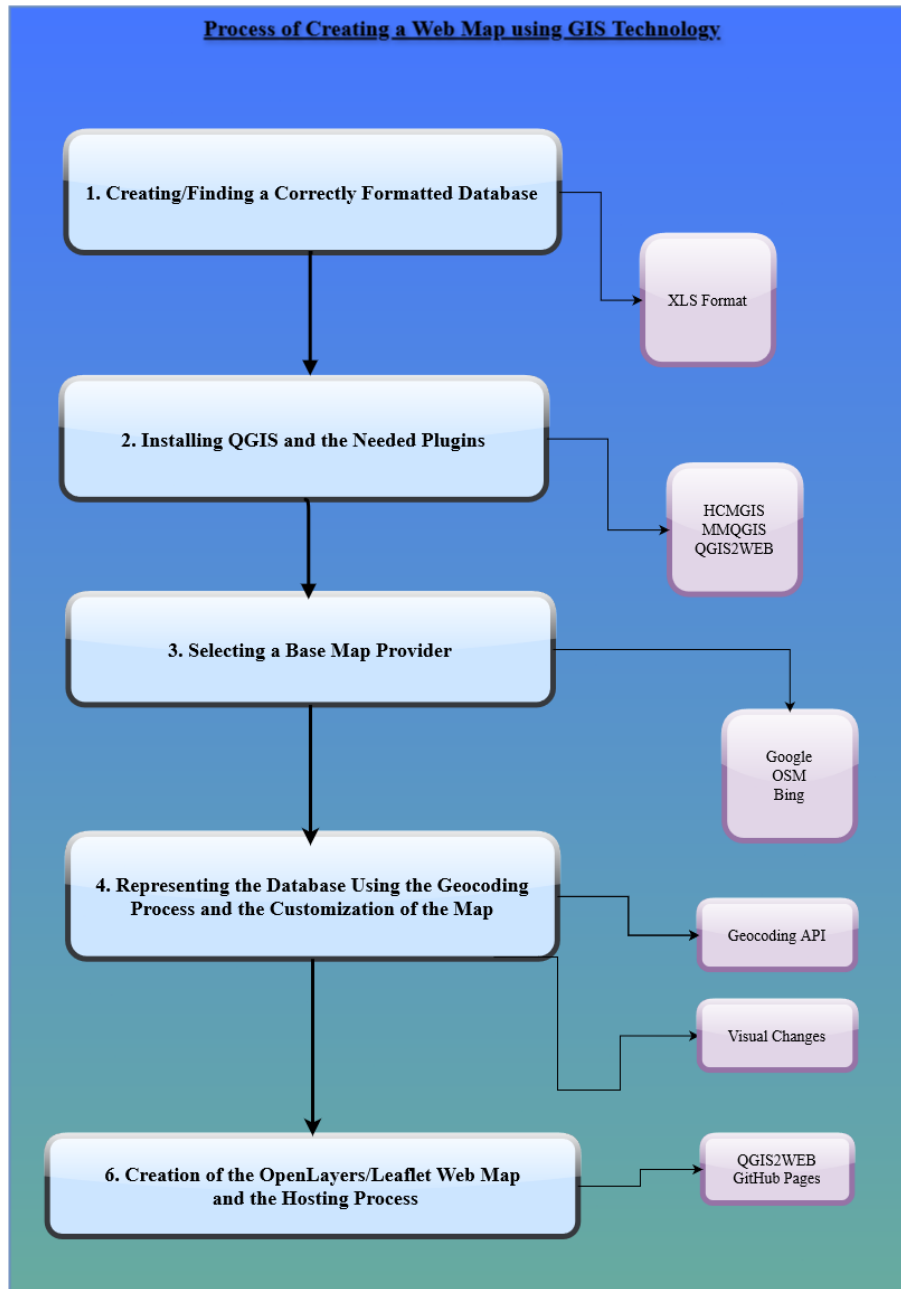 Process of Creating a Web Map using GIS Technology
1. Creating/Finding a Correctly Formatted Database
XLS Format
2. Installing QGIS and the Needed Plugins
HCMGIS
MMQGIS
QGIS2WEB
3. Selecting a Base Map Provider
Google
OSM
Bing
4. Representing the Database Using the Geocoding
Process and the Customization of the Map
Geocoding API
Visual Changes
6. Creation of the OpenLayers/Leaflet Web Map
and the Hosting Process
QGIS2WEB
GitHub Pages